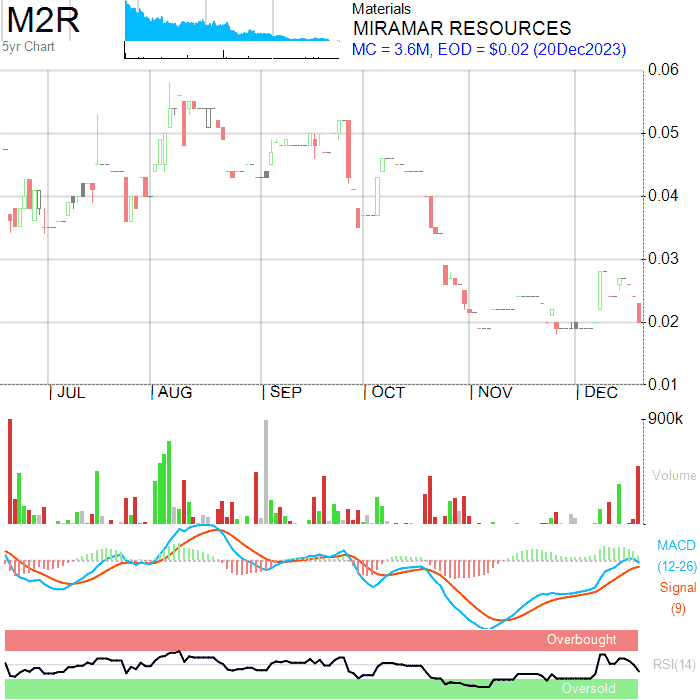 M2R
5yr Chart
Materials
MIRAMAR RESOURCES
MC = 3.6M, EOD = $0.02 (20Dec2023)
0.06
0.05
0.04
0.03
0.02
0.01
JUL AUG SEP OCT NOV DEC
900k
Volume
MACD
(12-26)
Signal
(9)
Overbought
RSI(14)
Oversold